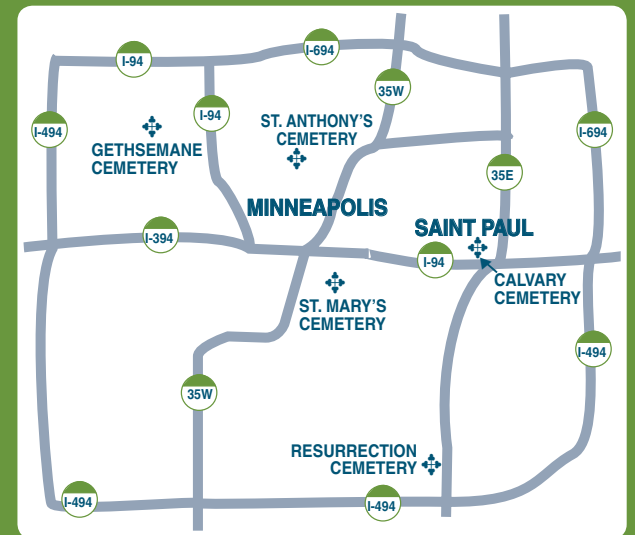 I-694
I-94
35W
I-94
I-494
ST. ANTHONY'S
CEMETERY
I-694
GETHSEMANE
CEMETERY
35E
MINNEAPOLIS
SAINT PAUL
I-394
I-94
CALVARY
CEMETERY
ST. MARY'S
CEMETERY
I-494
35W
RESURRECTION
CEMETERY
I-494
I-494